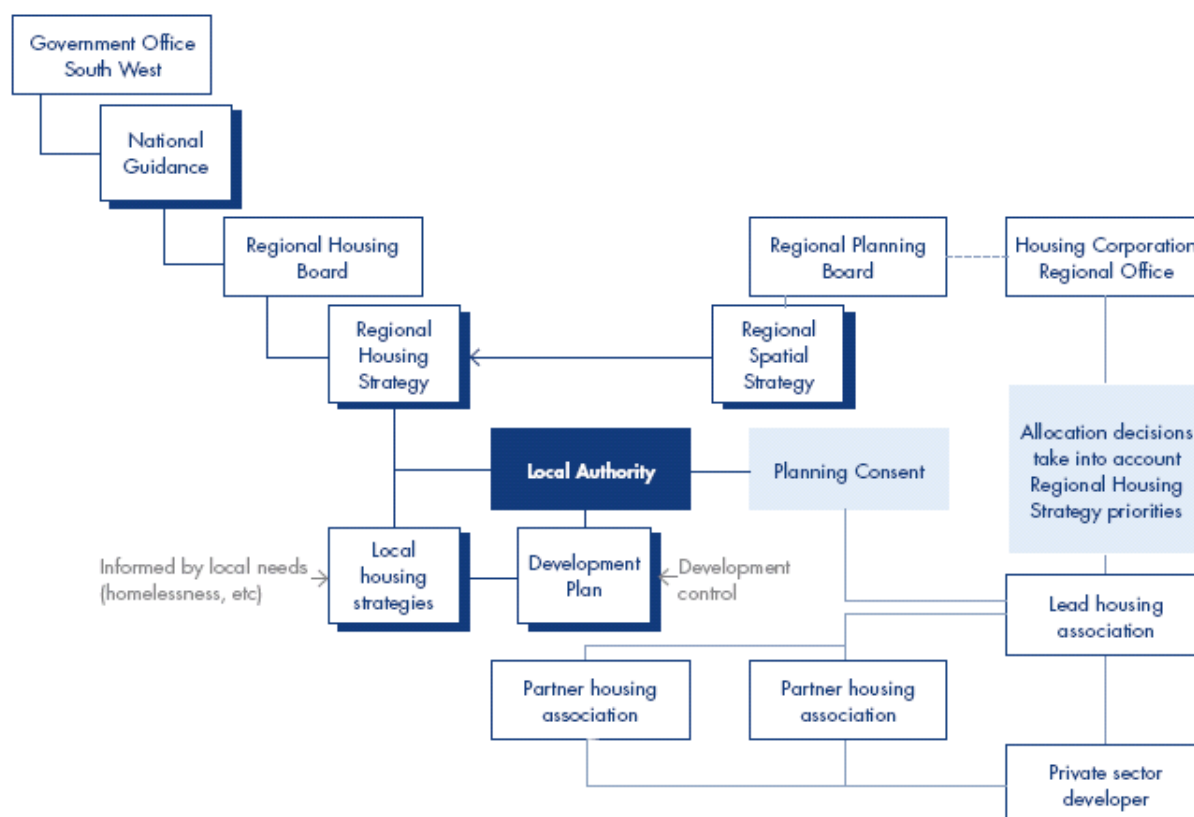 Government Office
South West
National
Guidance
Regional Housing
Board
Regional Planning
Board
Housing Corporation
Regional Office
Regional
Housing
Strategy
Regional
Spatial
Strategy
Local Authority
Planning Consent
Allocation decisions
take into account
Regional Housing
Strategy priorities
Informed by local needs
(homelessness, etc)
Local
housing
strategies
Development
Plan
Development
control
Lead housing
association
Partner housing
association
Partner housing
association
Private sector
developer